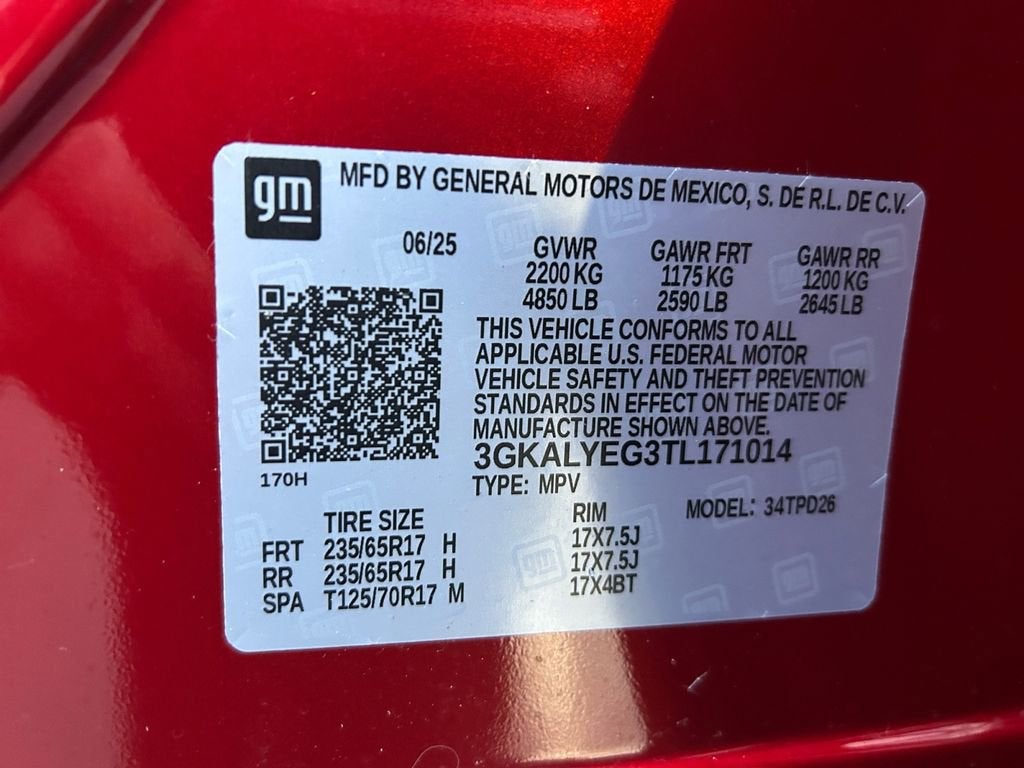 gm
MFD BY GENERAL MOTORS DE MEXICO, S. DE R.L. DE C.V.
06/25 GVWR GAWR FRT GAWR RR
2200 KG 1175 KG 1200 KG
4850 LB 2590 LB 2645 LB
THIS VEHICLE CONFORMS TO ALL
APPLICABLE U.S. FEDERAL MOTOR
VEHICLE SAFETY AND THEFT PREVENTION
STANDARDS IN EFFECT ON THE DATE OF
MANUFACTURE SHOWN ABOVE.
3GKALYEG3TL171014
170H
TYPE: MPV
MODEL: 34TPD26
TIRE SIZE RIM
FRT 235/65R17 H 17X7.5J
RR 235/65R17 H 17X7.5J
SPA T125/70R17 M 17X4BT